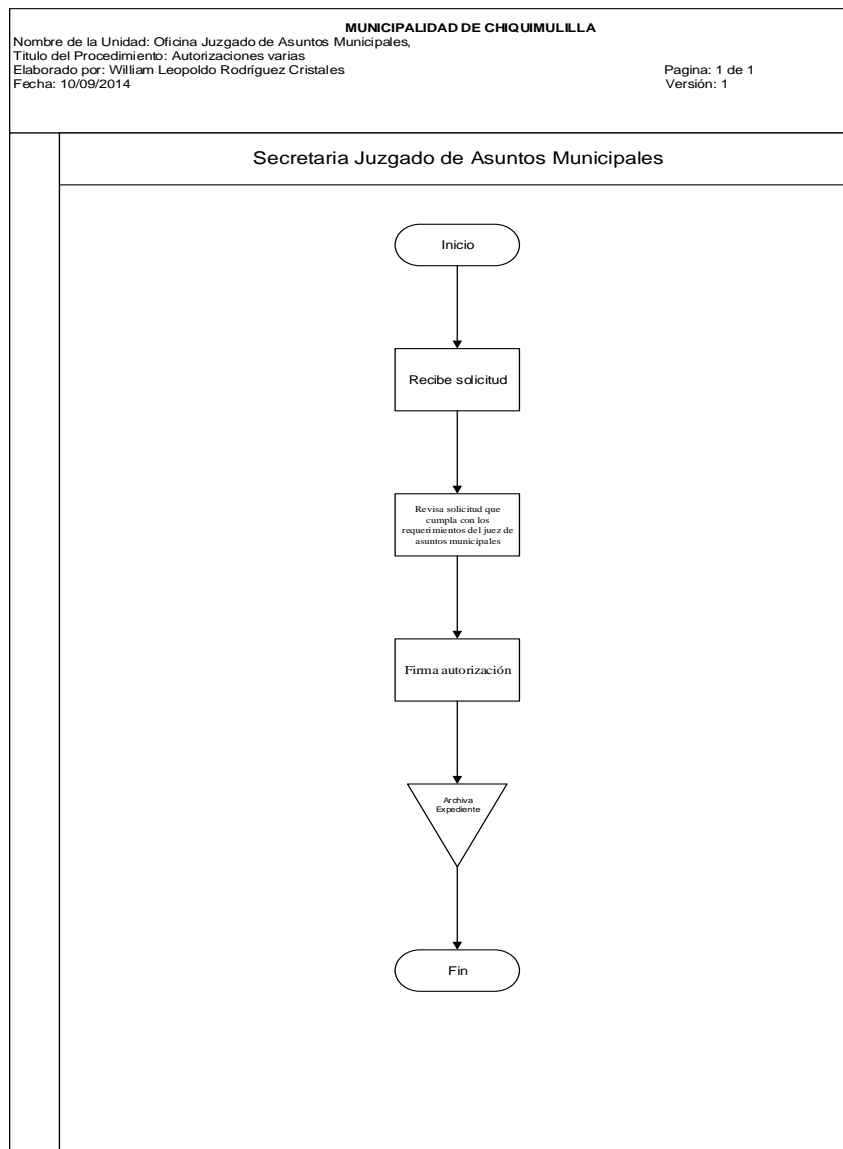 MUNICIPALIDAD DE CHIQUIMULILLA
Nombre de la Unidad: Oficina Juzgado de Asuntos Municipales,
Titulo del Procedimiento: Autorizaciones varias
Elaborado por: William Leopoldo Rodríguez Cristales
Pagina: 1 de 1
Fecha: 10/09/2014
Versión: 1
Secretaria Juzgado de Asuntos Municipales
Inicio
Recibe solicitud
Revisa solicitud que
cumpla con los
requerimientos del juez de
asuntos municipales
Firma autorización
Archiva
Expediente
Fin